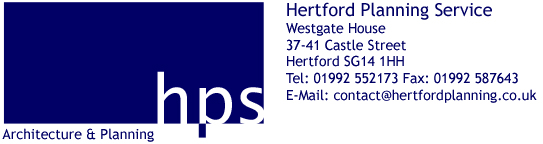 hps
Architecture & Planning
Hertford Planning Service
Westgate House
37-41 Castle Street
Hertford SG14 1HH
Tel: 01992 552173 Fax: 01992 587643
E-Mail: contact@hertfordplanning.co.uk